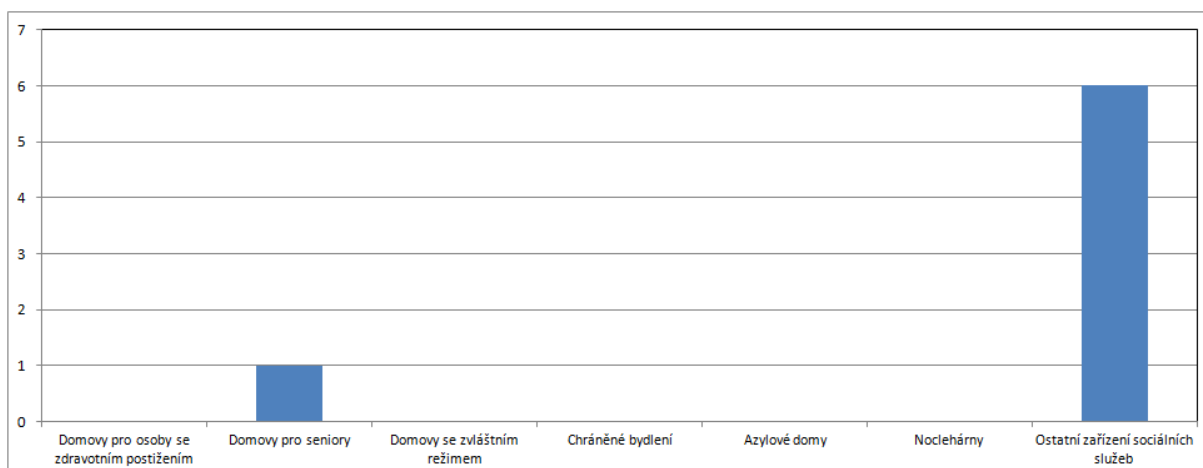 7
6
5
4
3
2
1
0
Domovy pro osoby se
zdravotním postižením
Domovy pro seniory
Domovy se zvláštním
režimem
Chráněné bydlení
Azylové domy
Noclehárny
Ostatní zařízení sociálních
služeb